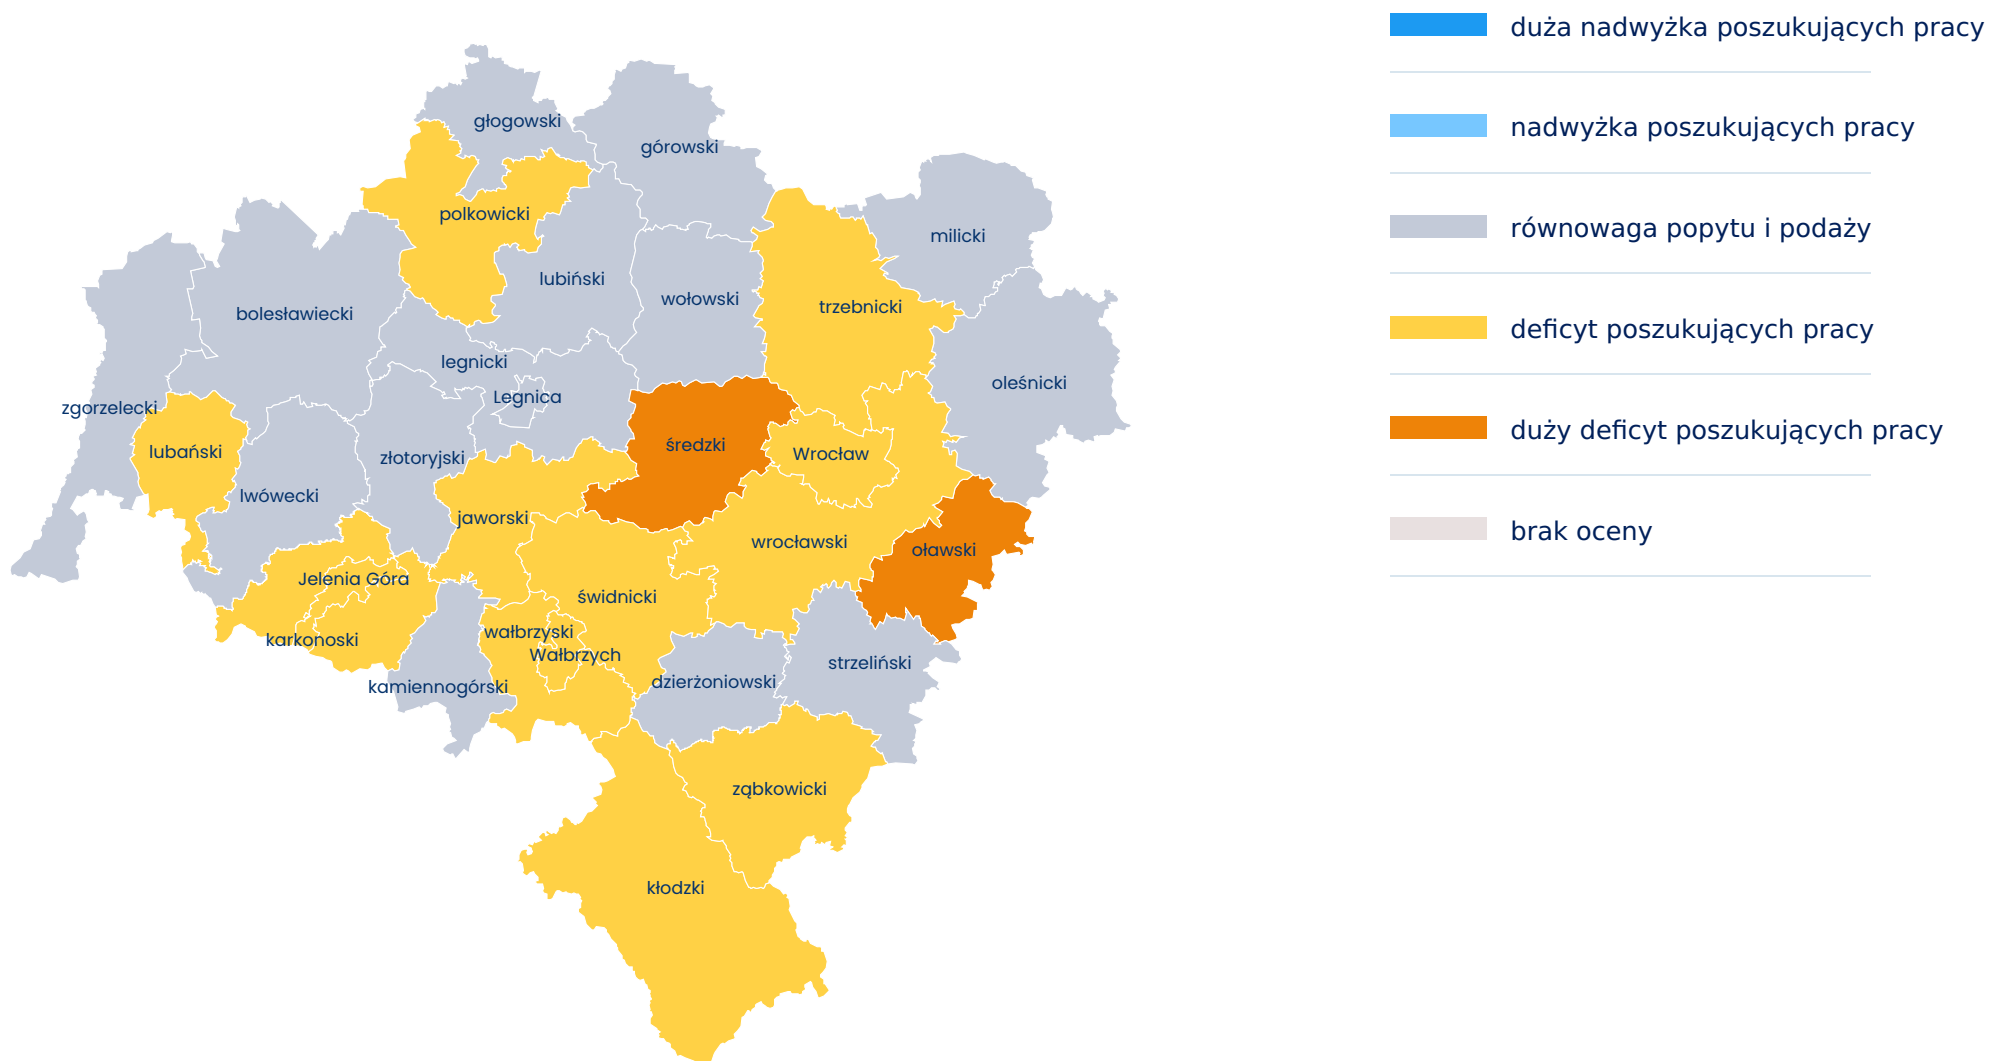 głogowski
górowski
polkowicki
milicki
lubiński
wołowski
trzebnicki
bolesławiecki
legnicki
oleśnicki
Legnica
zgorzelecki
średzki
lubański
Wrocław
złotoryjski
lwówecki
jaworski
wrocławski
oławski
Jelenia Góra
świdnicki
wałbrzyski
karkonoski
Wałbrzych
strzeliński
dzierżoniowski
kamiennogórski
ząbkowicki
kłodzki
duża nadwyżka poszukujących pracy
nadwyżka poszukujących pracy
równowaga popytu i podaży
deficyt poszukujących pracy
duży deficyt poszukujących pracy
brak oceny